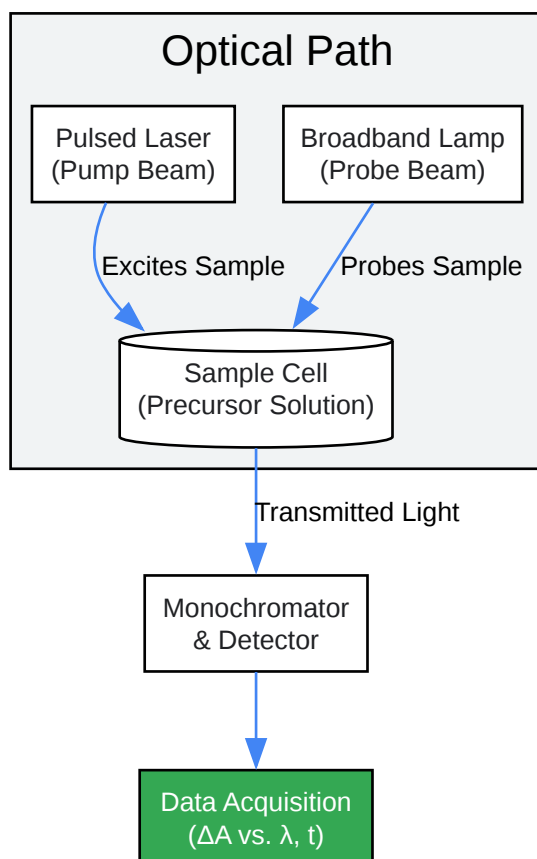 Optical Path
Pulsed Laser
(Pump Beam)
Broadband Lamp
(Probe Beam)
Excites Sample
Probes Sample
Sample Cell
(Precursor Solution)
Transmitted Light
Monochromator
& Detector
Data Acquisition
(ΔA vs. λ, t)